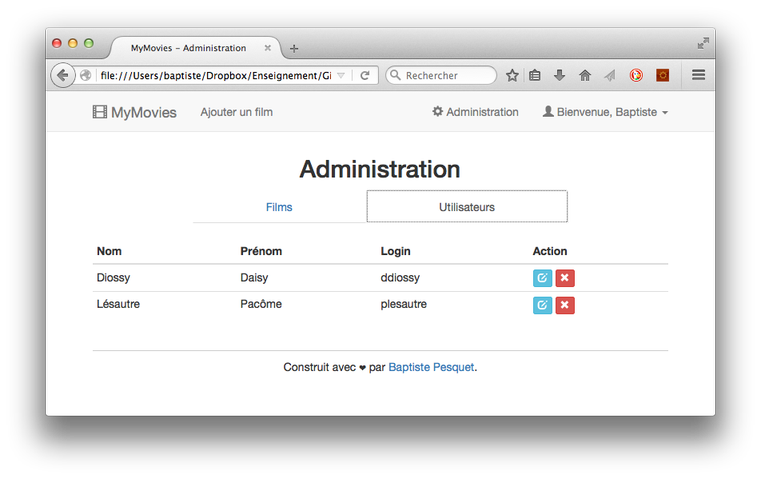 MyMovies – Administration
file:///Users/baptiste/Dropbox/Enseignement/Gi
Rechercher
MyMovies Ajouter un film Administration Bienvenue, Baptiste
Administration
Films Utilisateurs
Nom Prénom Login Action
Diossy Daisy ddiossy
Lésautre Pacôme plesautre
Construit avec ❤ par Baptiste Pesquet.